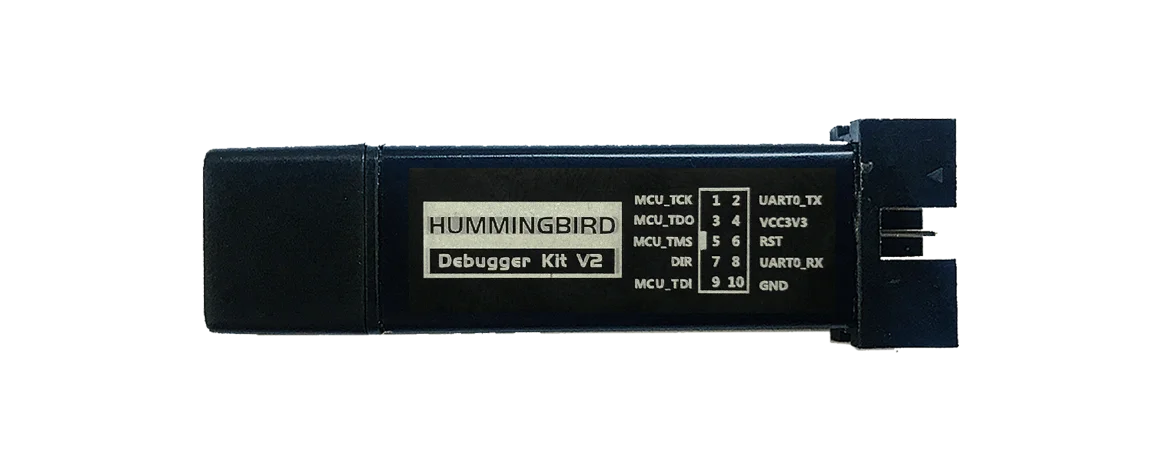 HUMMINGBIRD
Debugger Kit V2
MCU_TCK 1 2 UART0_TX
MCU_TDO 3 4 VCC3V3
MCU_TMS 5 6 RST
DIR 7 8 UART0_RX
MCU_TDI 9 10 GND